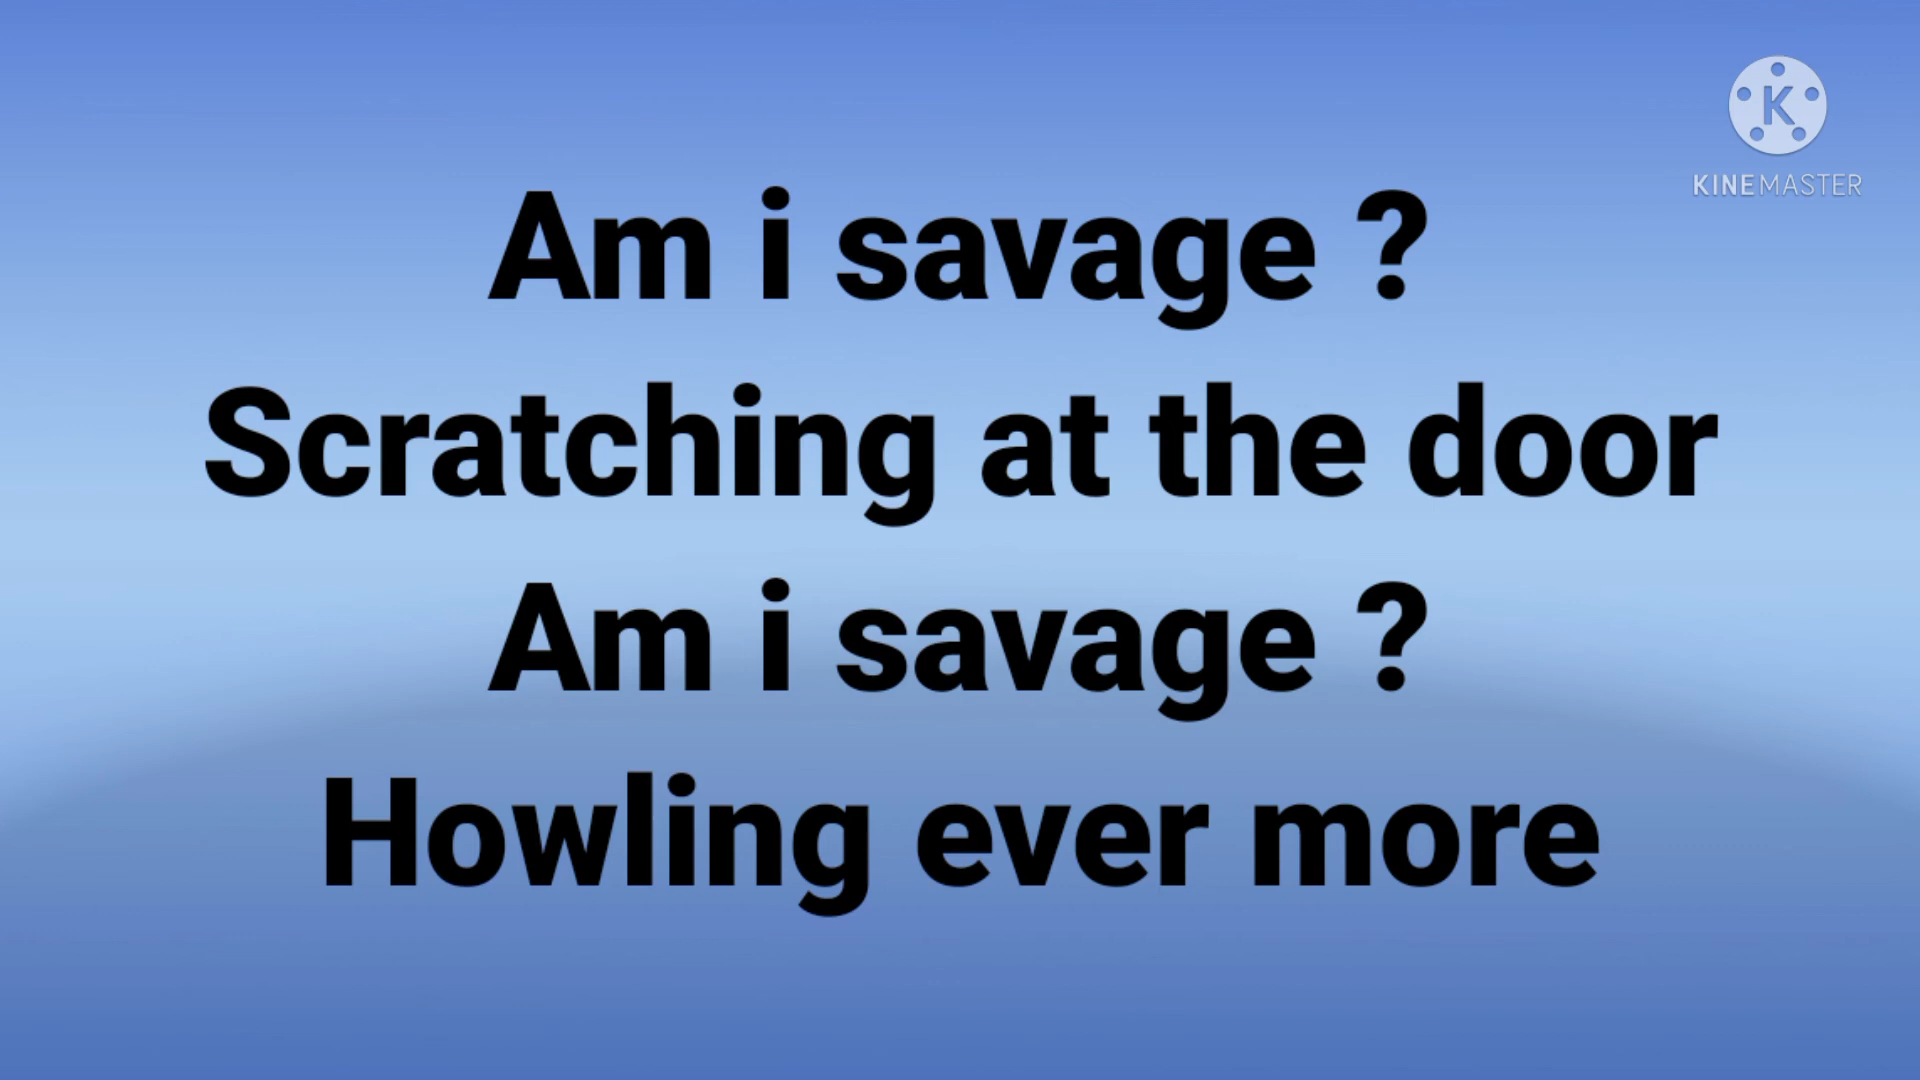 KINEMASTER
Am i savage ?
Scratching at the door
Am i savage ?
Howling ever more